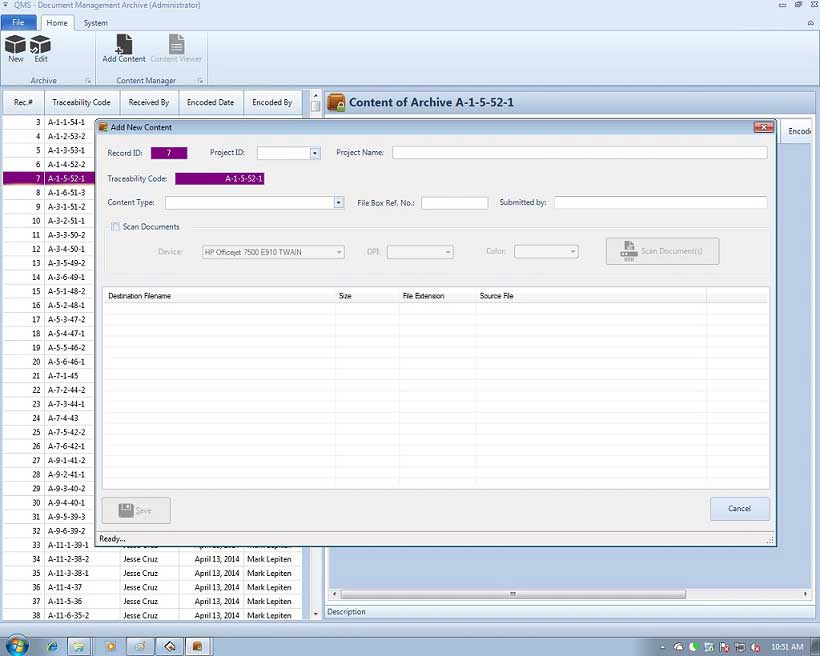 QMS - Document Management Archive (Administrator)
File Home System
New Edit Add Content Content Viewer
Archive Content Manager
Rec.# Traceability Code Received By Encoded Date Encoded By
Content of Archive A-1-5-52-1
Encode
3 A-1-1-54-1
4 A-1-2-53-2
5 A-1-3-53-1
6 A-1-4-52-2
7 A-1-5-52-1
8 A-1-6-51-3
9 A-3-1-51-2
10 A-3-2-51-1
11 A-3-3-50-2
12 A-3-4-50-1
13 A-3-5-49-2
14 A-3-6-49-1
15 A-5-1-48-2
16 A-5-2-48-1
17 A-5-3-47-2
18 A-5-4-47-1
19 A-5-5-46-2
20 A-5-6-46-1
21 A-7-1-45
22 A-7-2-44-2
23 A-7-3-44-1
24 A-7-4-43
25 A-7-5-42-2
26 A-7-6-42-1
27 A-9-1-41-2
28 A-9-2-41-1
29 A-9-3-40-2
30 A-9-4-40-1
31 A-9-5-39-3
32 A-9-6-39-2
33 A-11-1-39-1 Jesse Cruz April 13, 2014 Mark Lepiten
34 A-11-2-38-2 Jesse Cruz April 13, 2014 Mark Lepiten
35 A-11-3-38-1 Jesse Cruz April 13, 2014 Mark Lepiten
36 A-11-4-37 Jesse Cruz April 13, 2014 Mark Lepiten
37 A-11-5-36 Jesse Cruz April 13, 2014 Mark Lepiten
38 A-11-6-35-2 Jesse Cruz April 13, 2014 Mark Lepiten
Add New Content
Record ID: 7 Project ID: Project Name:
Traceability Code: A-1-5-52-1
Content Type: File Box Ref. No.: Submitted by:
Scan Documents
Device: HP Officejet 7500 E910 TWAIN DPI: Color: Scan Document(s)
Destination Filename Size File Extension Source File
Save Cancel
Ready...
Description
10:51 AM